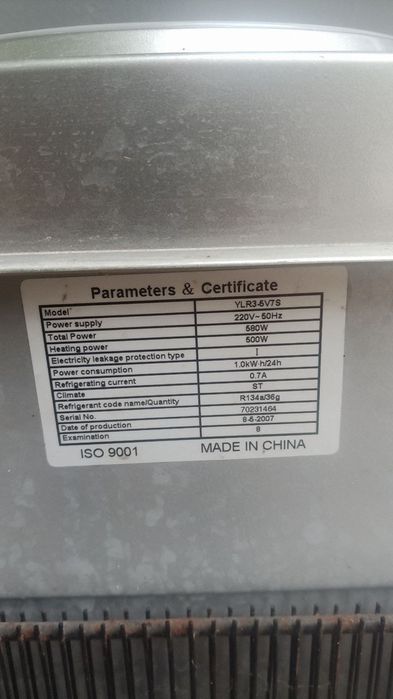 Parameters & Certificate
Model YLR3-5V7S
Power supply 220V~50Hz
Total Power 580W
Heating power 500W
Electricity leakage protection type I
Power consumption 1.0kW·h/24h
Refrigerating current 0.7A
Climate ST
Refrigerant code name/Quantity R134a/36g
Serial No. 70231464
Date of production 8-5-2007
Examination 8
ISO 9001 MADE IN CHINA